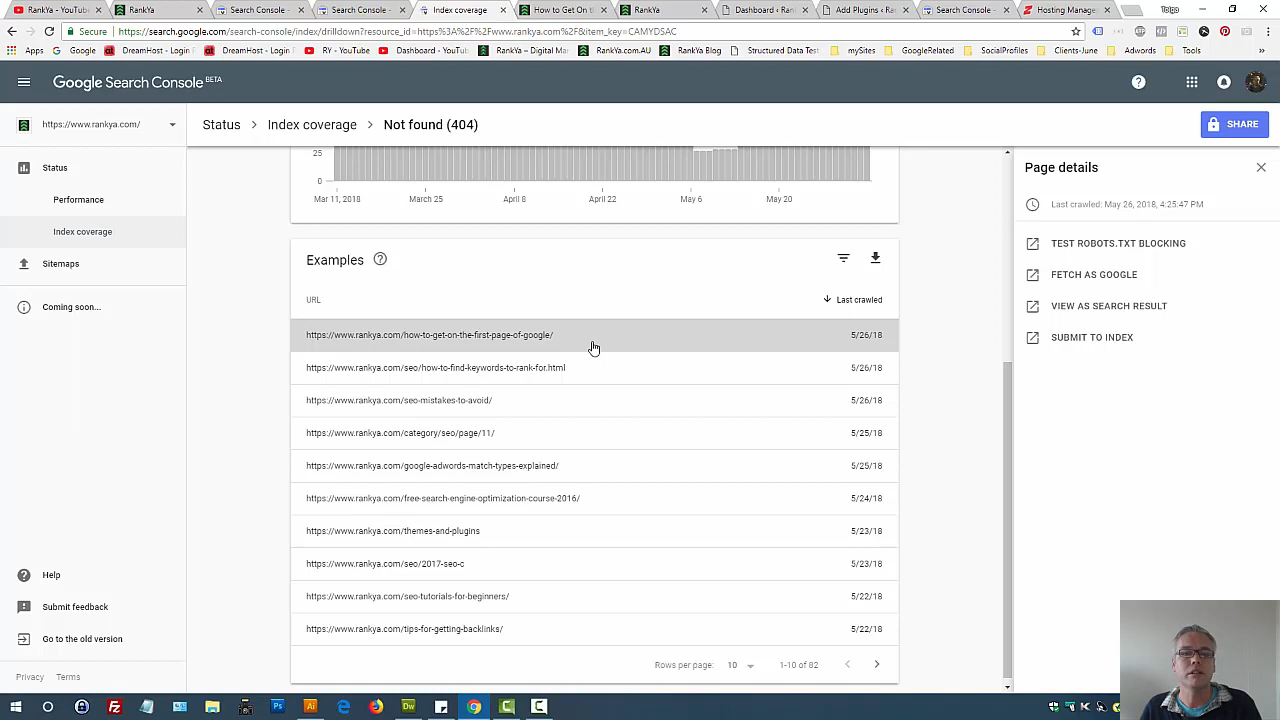 RankYa - YouTube
RankYa
Search Console -
Search Console -
Index coverage
How to Get On th
RankYa
Dashboard ‹ Rank
Add Plugins ‹ Ra
Search Console -
Hosting Manage
Tolga
Secure
https://search.google.com/search-console/index/drilldown?resource_id=https%3A%2F%2Fwww.rankya.com%2F&item_key=CAMYDSAC
Apps
Google
DreamHost - Login
DreamHost - Login
RY - YouTube
Dashboard - YouTub
RankYa – Digital Mar
RankYa.com.AU
RankYa Blog
Structured Data Test
mySites
GoogleRelated
SocialProfiles
Clients-June
Adwords
Tools
Google Search Console BETA
https://www.rankya.com/
Status > Index coverage > Not found (404)
SHARE
Status
Performance
Index coverage
Sitemaps
Coming soon...
Help
Submit feedback
Go to the old version
Privacy Terms
25
0
Mar 11, 2018 March 25 April 8 April 22 May 6 May 20
Examples
URL Last crawled
https://www.rankya.com/how-to-get-on-the-first-page-of-google/ 5/26/18
https://www.rankya.com/seo/how-to-find-keywords-to-rank-for.html 5/26/18
https://www.rankya.com/seo-mistakes-to-avoid/ 5/26/18
https://www.rankya.com/category/seo/page/11/ 5/25/18
https://www.rankya.com/google-adwords-match-types-explained/ 5/25/18
https://www.rankya.com/free-search-engine-optimization-course-2016/ 5/24/18
https://www.rankya.com/themes-and-plugins 5/23/18
https://www.rankya.com/seo/2017-seo-c 5/23/18
https://www.rankya.com/seo-tutorials-for-beginners/ 5/22/18
https://www.rankya.com/tips-for-getting-backlinks/ 5/22/18
Rows per page: 10 1-10 of 82
Page details
Last crawled: May 26, 2018, 4:25:47 PM
TEST ROBOTS.TXT BLOCKING
FETCH AS GOOGLE
VIEW AS SEARCH RESULT
SUBMIT TO INDEX